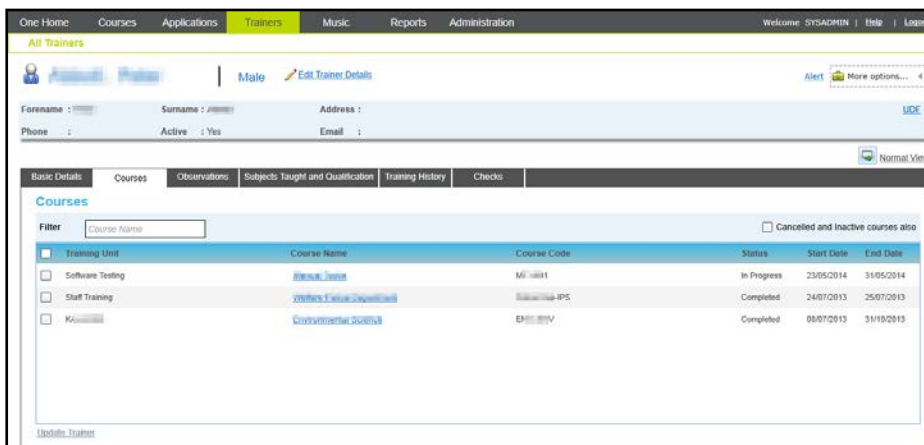 One Home Courses Applications Trainers Music Reports Administration Welcome SYSADMIN | Help | Logo
All Trainers
Male Edit Trainer Details Alert More options...
Forename : Surname : Address : UDF
Phone : Active : Yes Email :
Normal Vie
Basic Details Courses Observations Subjects Taught and Qualification Training History Checks
Courses
Filter Course Name Cancelled and Inactive courses also
Training Unit Course Name Course Code Status Start Date End Date
Software Testing In Progress 23/05/2014 31/05/2014
Staff Training -IPS Completed 24/07/2013 25/07/2013
Environmental Science Completed 08/07/2013 31/10/2013
Update Trainer